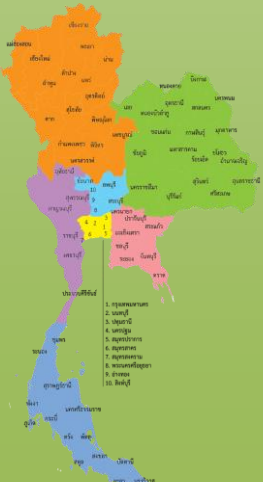 เชียงราย
แม่ฮ่องสอน
พะเยา
เชียงใหม่
น่าน
ลำปาง
ลำพูน
แพร่
อุตรดิตถ์
สุโขทัย
ตาก
พิษณุโลก
กำแพงเพชร
พิจิตร
เพชรบูรณ์
นครสวรรค์
อุทัยธานี
เลย
หนองคาย
บึงกาฬ
อุดรธานี
นครพนม
หนองบัวลำภู
สกลนคร
ขอนแก่น
กาฬสินธุ์
มุกดาหาร
ชัยภูมิ
มหาสารคาม
ร้อยเอ็ด
ยโสธร
อำนาจเจริญ
นครราชสีมา
บุรีรัมย์
สุรินทร์
ศรีสะเกษ
อุบลราชธานี
ชัยนาท
ลพบุรี
10
9
8
สระบุรี
สุพรรณบุรี
กาญจนบุรี
นครนายก
ปราจีนบุรี
สระแก้ว
ฉะเชิงเทรา
ชลบุรี
ระยอง
จันทบุรี
ตราด
4
2
3
1
6
5
7
ราชบุรี
เพชรบุรี
ประจวบคีรีขันธ์
1. กรุงเทพมหานคร
2. นนทบุรี
3. ปทุมธานี
4. นครปฐม
5. สมุทรปราการ
6. สมุทรสาคร
7. สมุทรสงคราม
8. พระนครศรีอยุธยา
9. อ่างทอง
10. สิงห์บุรี
ชุมพร
ระนอง
สุราษฎร์ธานี
พังงา
นครศรีธรรมราช
กระบี่
ภูเก็ต
ตรัง
พัทลุง
สตูล
สงขลา
ปัตตานี
ยะลา
นราธิวาส